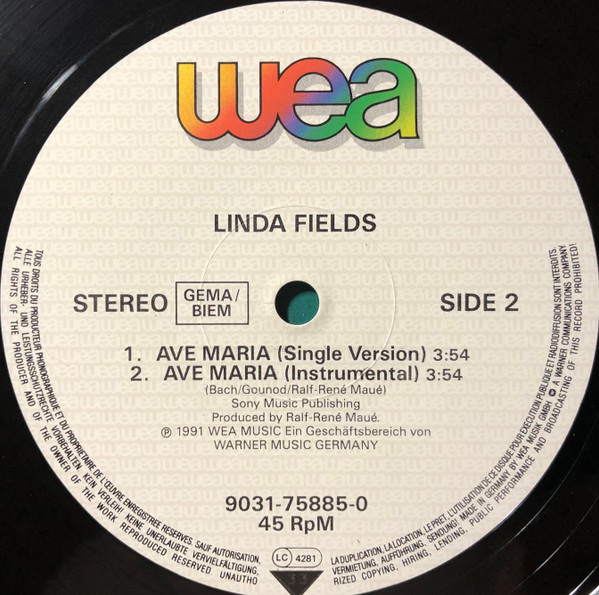 wea
LINDA FIELDS
STEREO GEMA/ BIEM SIDE 2
1. AVE MARIA (Single Version) 3:54
2. AVE MARIA (Instrumental) 3:54
(Bach/Gounod/Ralf-René Maué)
Sony Music Publishing
Produced by Ralf-René Maué.
℗ 1991 WEA MUSIC Ein Geschäftsbereich von
WARNER MUSIC GERMANY
9031-75885-0
45 RpM
LC 4281
33
TOUS DROITS DU PRODUCTEUR PHONOGRAPHIQUE ET DU PROPRIETAIRE DE L'ŒUVRE ENREGISTREE RESERVES. SAUF AUTORISATION,
LA DUPLICATION, LA LOCATION, LE PRET, L'UTILISATION DE CE DISQUE POUR EXECUTION PUBLIQUE ET RADIODIFFUSION SONT INTERDITS.
ALLE URHEBER- UND LEISTUNGSSCHUTZRECHTE VORBEHALTEN. KEIN VERLEIH! KEINE UNERLAUBTE VERVIELFÄLTIGUNG,
VERMIETUNG, AUFFÜHRUNG, SENDUNG! MADE IN GERMANY BY WEA MUSIK GMBH A WARNER COMMUNICATIONS COMPANY
ALL RIGHTS OF THE PRODUCER AND OF THE OWNER OF THE WORK REPRODUCED RESERVED UNAUTHO
RIZED COPYING, HIRING, LENDING, PUBLIC PERFORMANCE AND BROADCASTING OF THIS RECORD PROHIBITED!